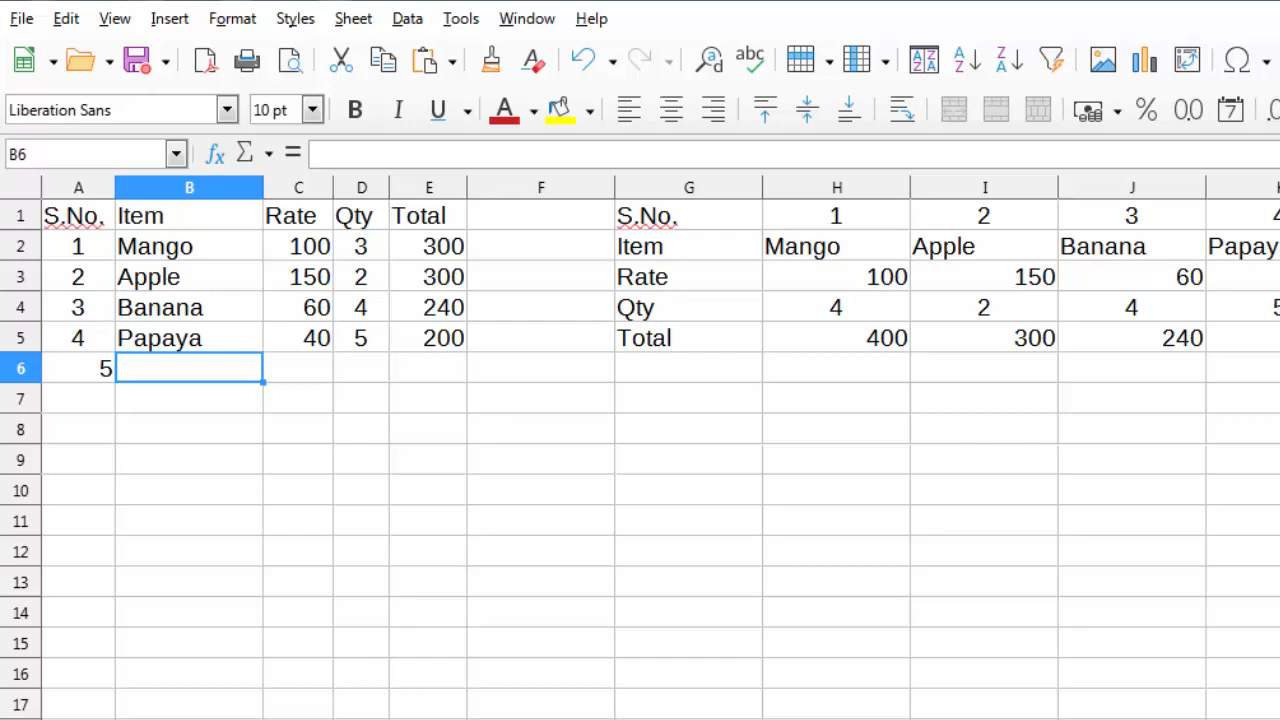 File Edit View Insert Format Styles Sheet Data Tools Window Help
Liberation Sans 10 pt
B6
A B C D E F G H I J
1 S.No. Item Rate Qty Total S.No. 1 2 3
2 1 Mango 100 3 300 Item Mango Apple Banana Papay
3 2 Apple 150 2 300 Rate 100 150 60
4 3 Banana 60 4 240 Qty 4 2 4
5 4 Papaya 40 5 200 Total 400 300 240
6 5
7
8
9
10
11
12
13
14
15
16
17